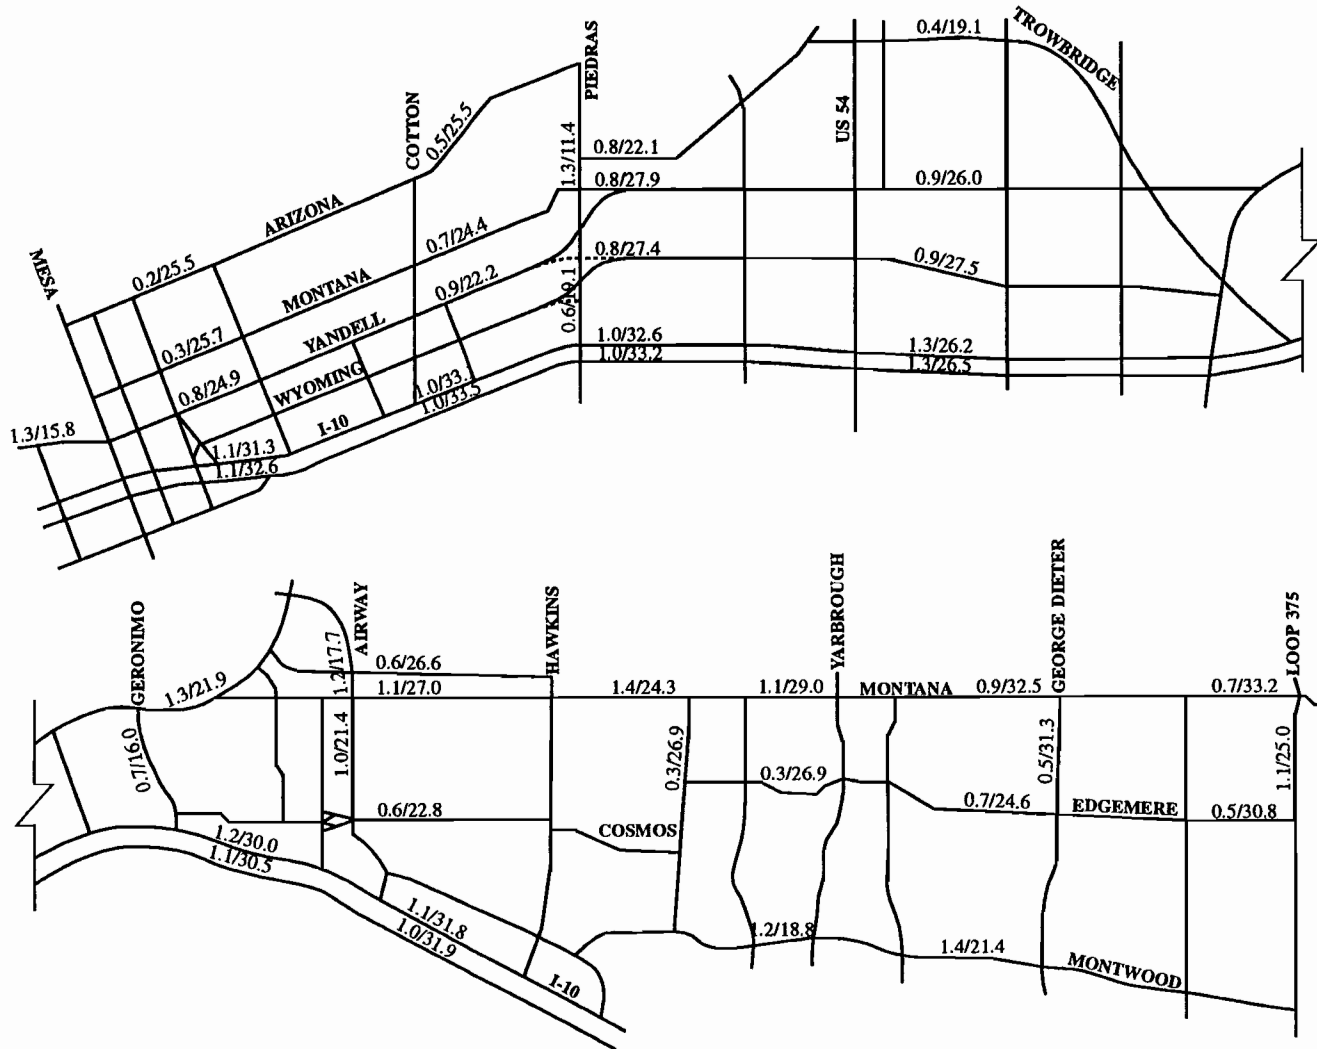 TROWBRIDGE
0.4/19.1
PIEDRAS
US 54
COTTON
0.5/25.5
1.3/11.4
0.8/22.1
0.8/27.9
0.9/26.0
ARIZONA
0.7/24.4
MESA
0.2/25.5
MONTANA
0.9/22.2
0.8/27.4
0.9/27.5
0.3/25.7
YANDELL
1.0/32.6
1.0/33.2
1.3/26.2
1.3/26.5
0.8/24.9
WYOMING
1.0/33.5
I-10
1.3/15.8
1.1/31.3
1.1/32.6
GERONIMO
AIRWAY
HAWKINS
YARBROUGH
GEORGE DIETER
LOOP 375
1.2/17.7
0.6/26.6
1.3/21.9
1.1/27.0
1.4/24.3
1.1/29.0
MONTANA
0.9/32.5
0.7/33.2
0.7/16.0
1.0/21.4
0.3/26.9
0.5/31.3
1.1/25.0
0.3/26.9
0.6/22.8
COSMOS
0.7/24.6
EDGEMERE
0.5/30.8
1.2/30.0
1.1/30.5
1.1/31.8
1.0/31.9
1.2/18.8
1.4/21.4
MONTWOOD
I-10